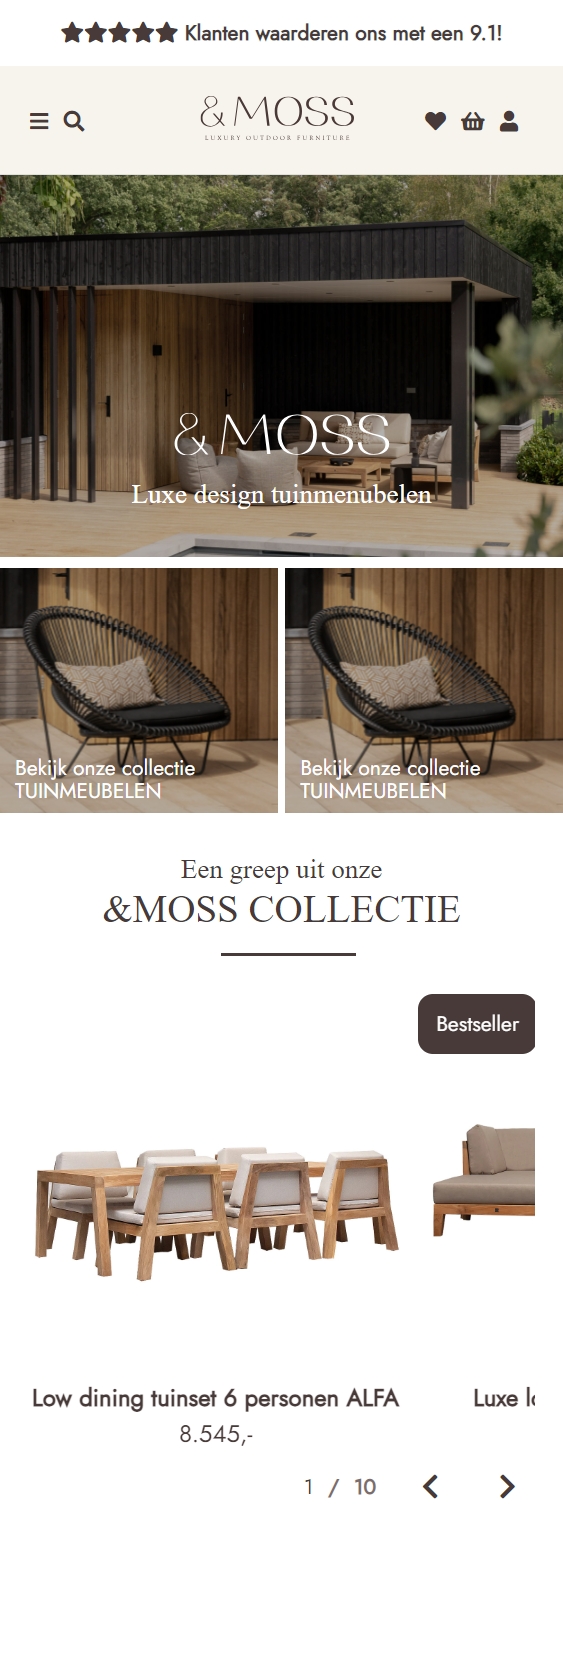 Klanten waarderen ons met een 9.1!
& MOSS
LUXURY OUTDOOR FURNITURE
& MOSS
Luxe design tuinmenubelen
Bekijk onze collectie
TUINMEUBELEN
Bekijk onze collectie
TUINMEUBELEN
Een greep uit onze
&MOSS COLLECTIE
Bestseller
Low dining tuinset 6 personen ALFA
8.545,-
Luxe
1 / 10